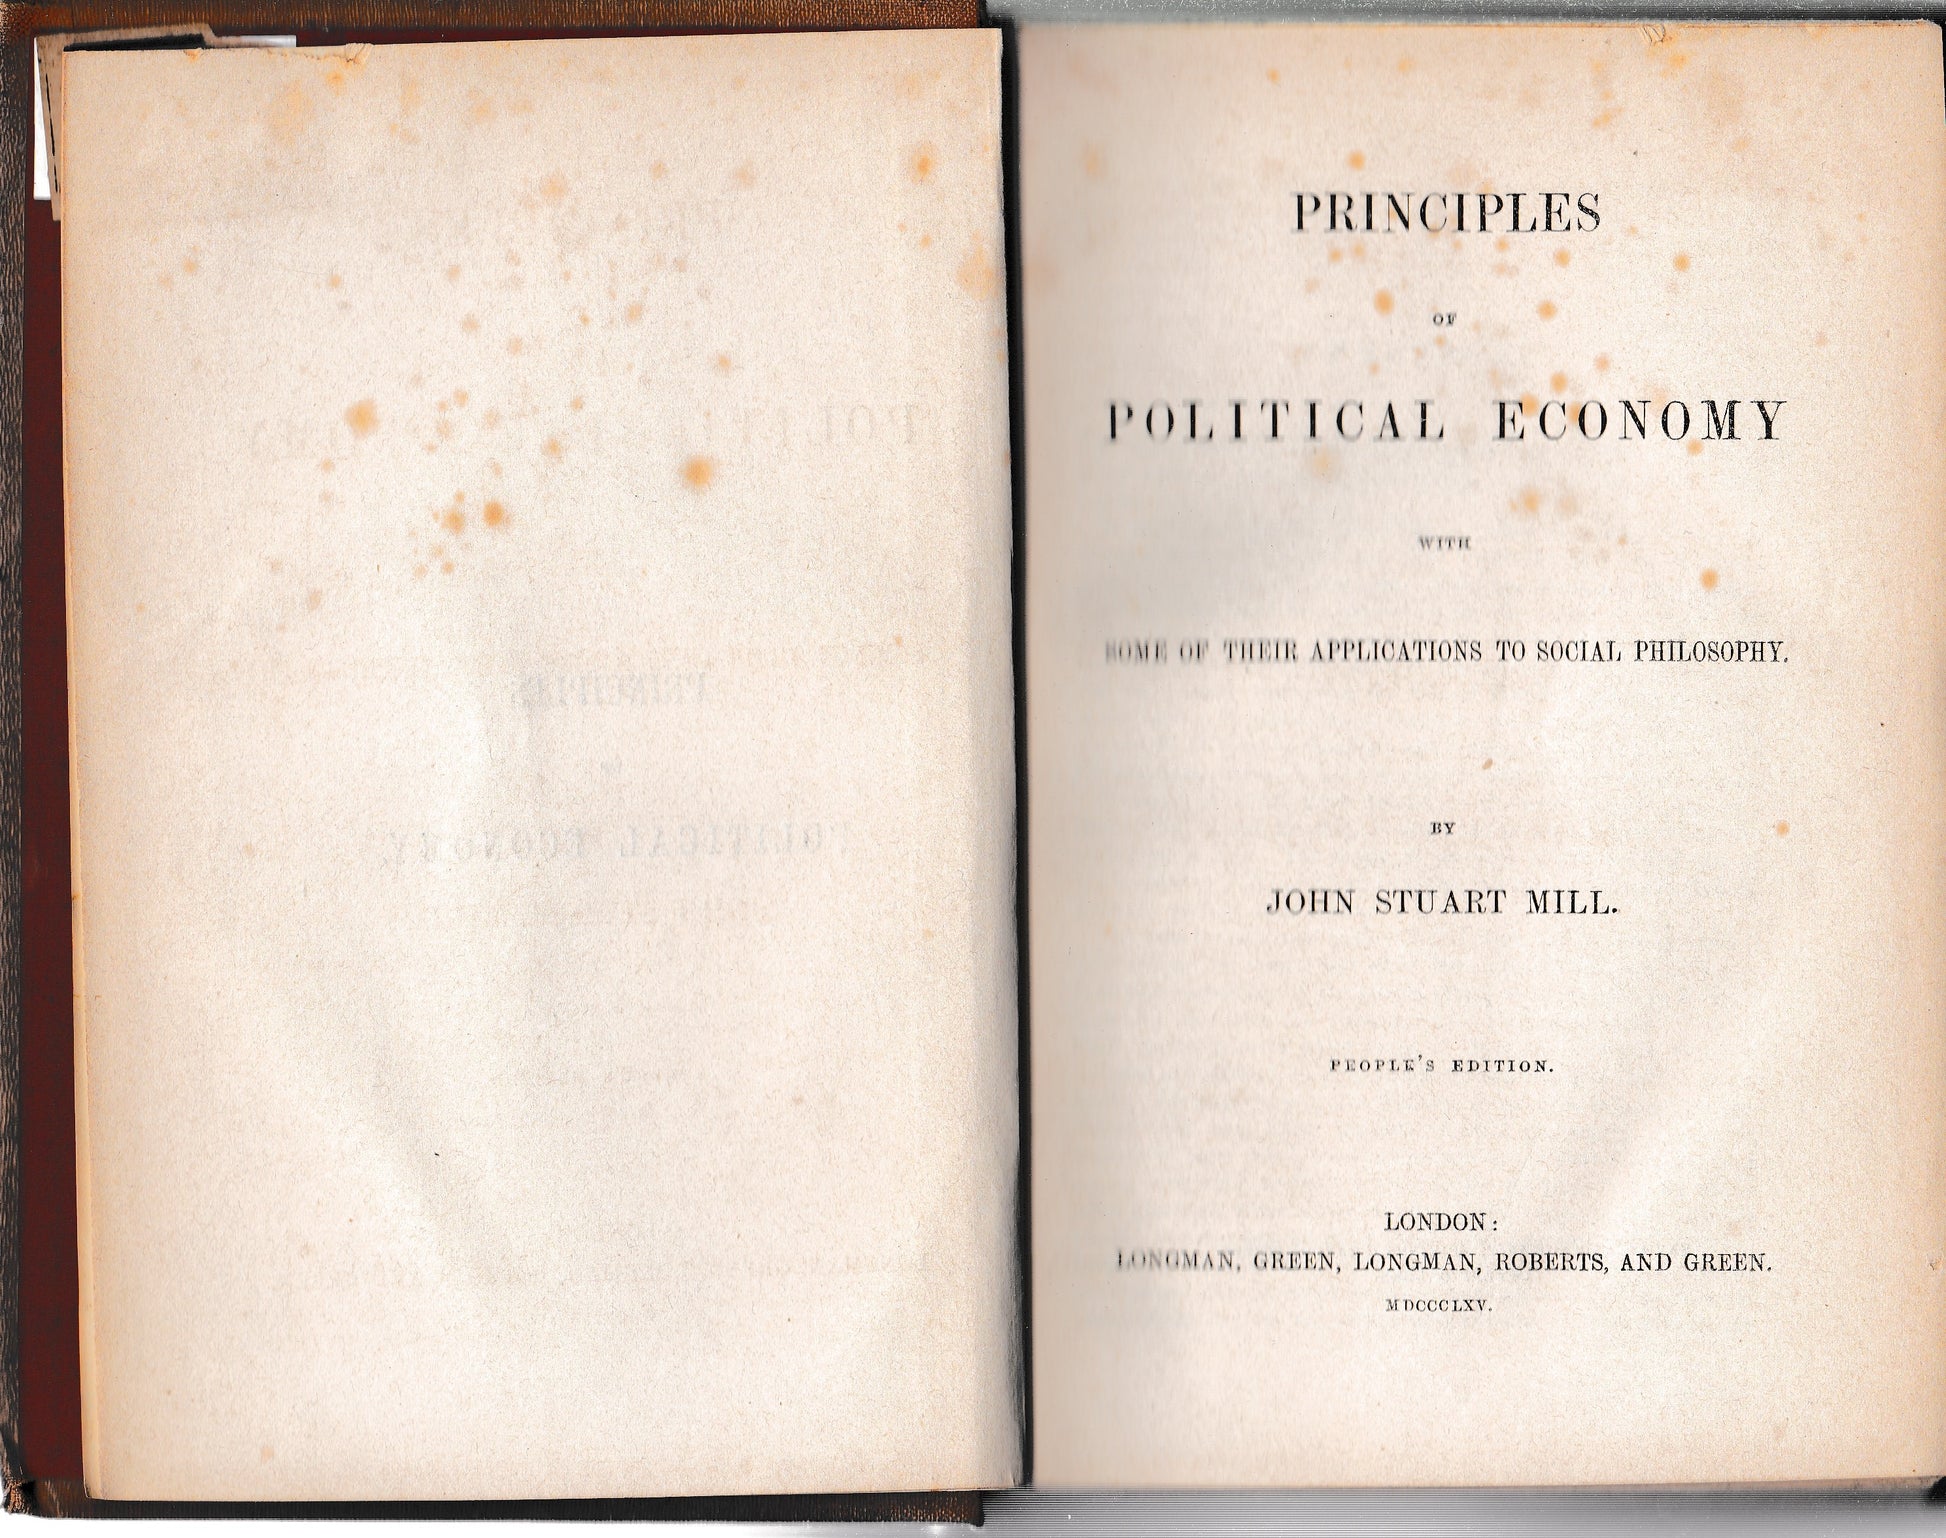 PRINCIPLES
OF
POLITICAL ECONOMY
WITH
SOME OF THEIR APPLICATIONS TO SOCIAL PHILOSOPHY.
BY
JOHN STUART MILL.
PEOPLE'S EDITION.
LONDON:
LONGMAN, GREEN, LONGMAN, ROBERTS, AND GREEN.
MDCCCLXV.